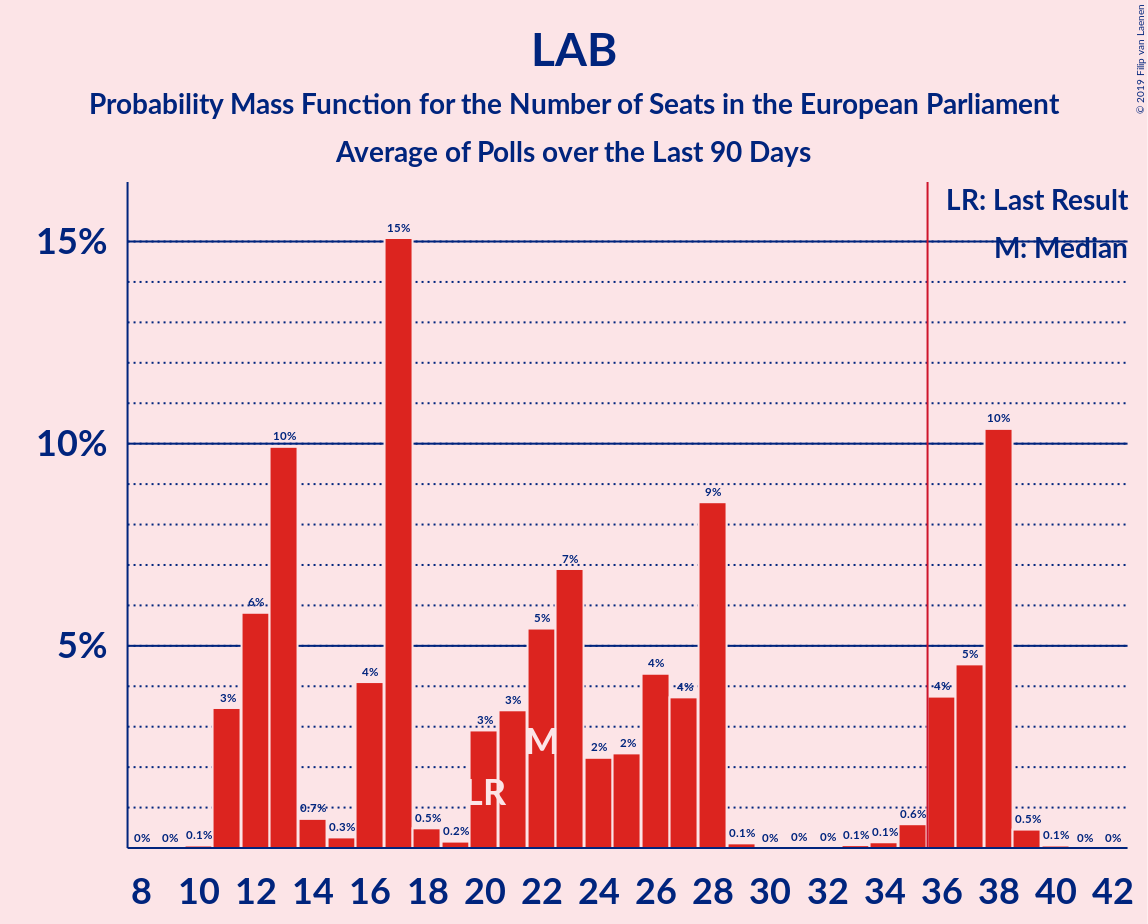 LAB
Probability Mass Function for the Number of Seats in the European Parliament
Average of Polls over the Last 90 Days
© 2019 Filip van Laenen
LR: Last Result
M: Median
15%
10%
5%
0% 0% 0.1% 3% 6% 10% 0.7% 0.3% 4% 15% 0.5% 0.2% 3% 3% 5% 7% 2% 2% 4% 4% 9% 0.1% 0% 0% 0% 0.1% 0.1% 0.6% 4% 5% 10% 0.5% 0.1% 0% 0%
M
LR
8 10 12 14 16 18 20 22 24 26 28 30 32 34 36 38 40 42